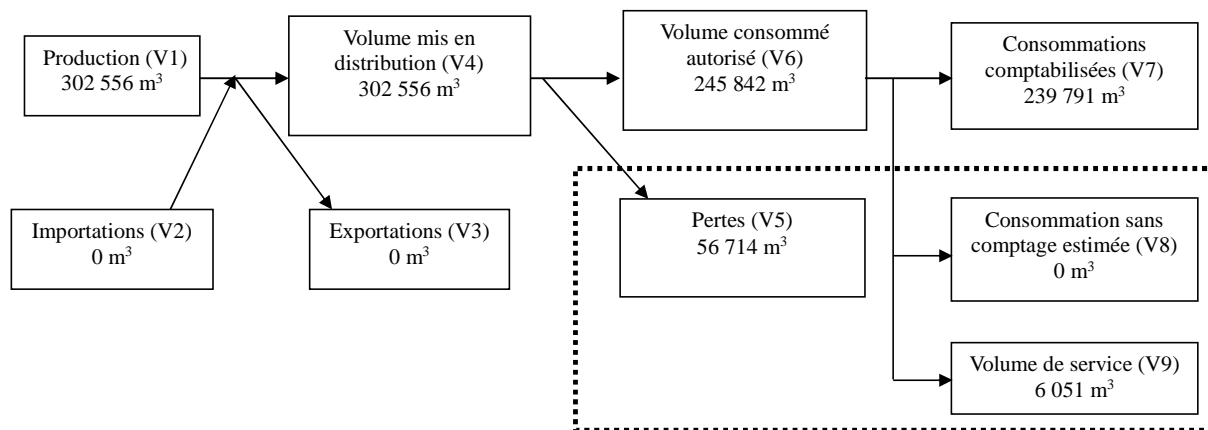 Production (V1)
302 556 m³
Volume mis en
distribution (V4)
302 556 m³
Volume consommé
autorisé (V6)
245 842 m³
Consommations
comptabilisées (V7)
239 791 m³
Importations (V2)
0 m³
Exportations (V3)
0 m³
Pertes (V5)
56 714 m³
Consommation sans
comptage estimée (V8)
0 m³
Volume de service (V9)
6 051 m³